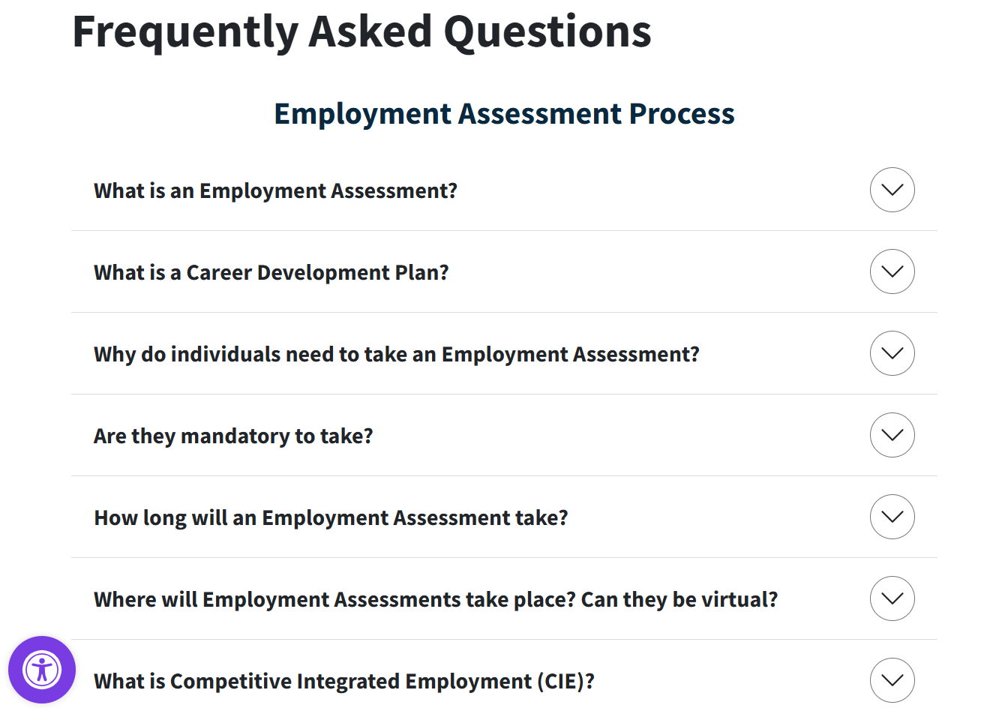 Frequently Asked Questions
Employment Assessment Process
What is an Employment Assessment?
What is a Career Development Plan?
Why do individuals need to take an Employment Assessment?
Are they mandatory to take?
How long will an Employment Assessment take?
Where will Employment Assessments take place? Can they be virtual?
What is Competitive Integrated Employment (CIE)?